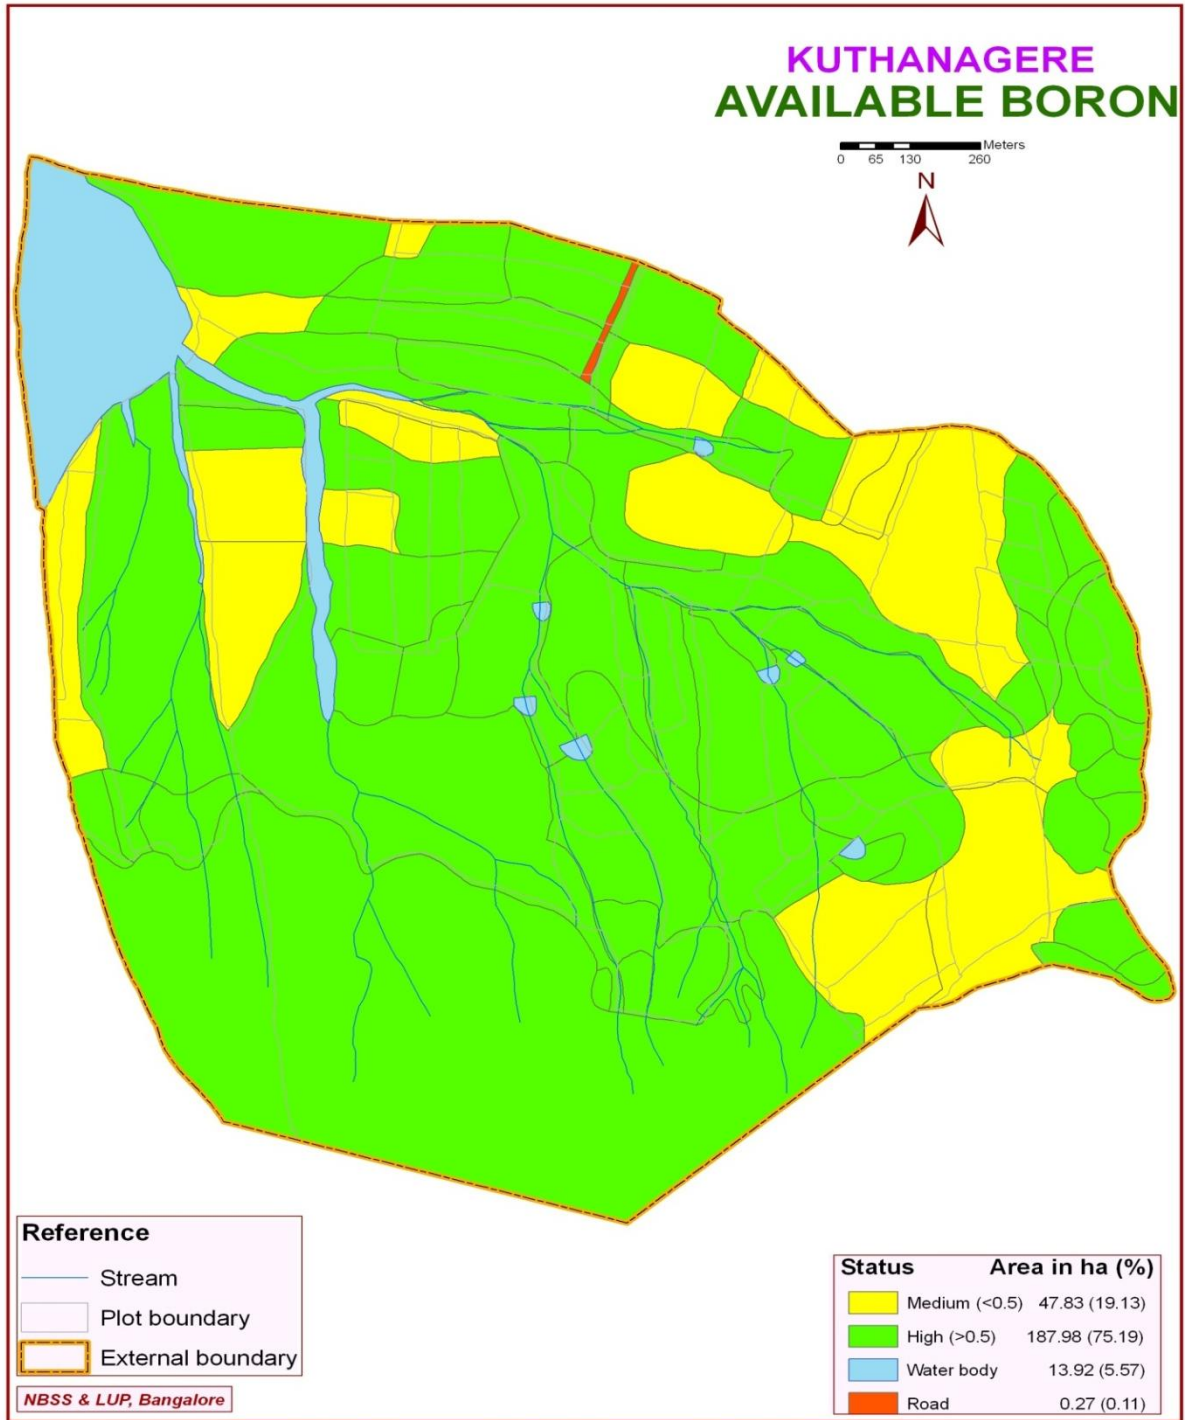 KUTHANAGERE
AVAILABLE BORON
Meters
0 65 130 260
N
Reference
Stream
Plot boundary
External boundary
NBSS & LUP, Bangalore
Status Area in ha (%)
Medium (<0.5) 47.83 (19.13)
High (>0.5) 187.98 (75.19)
Water body 13.92 (5.57)
Road 0.27 (0.11)